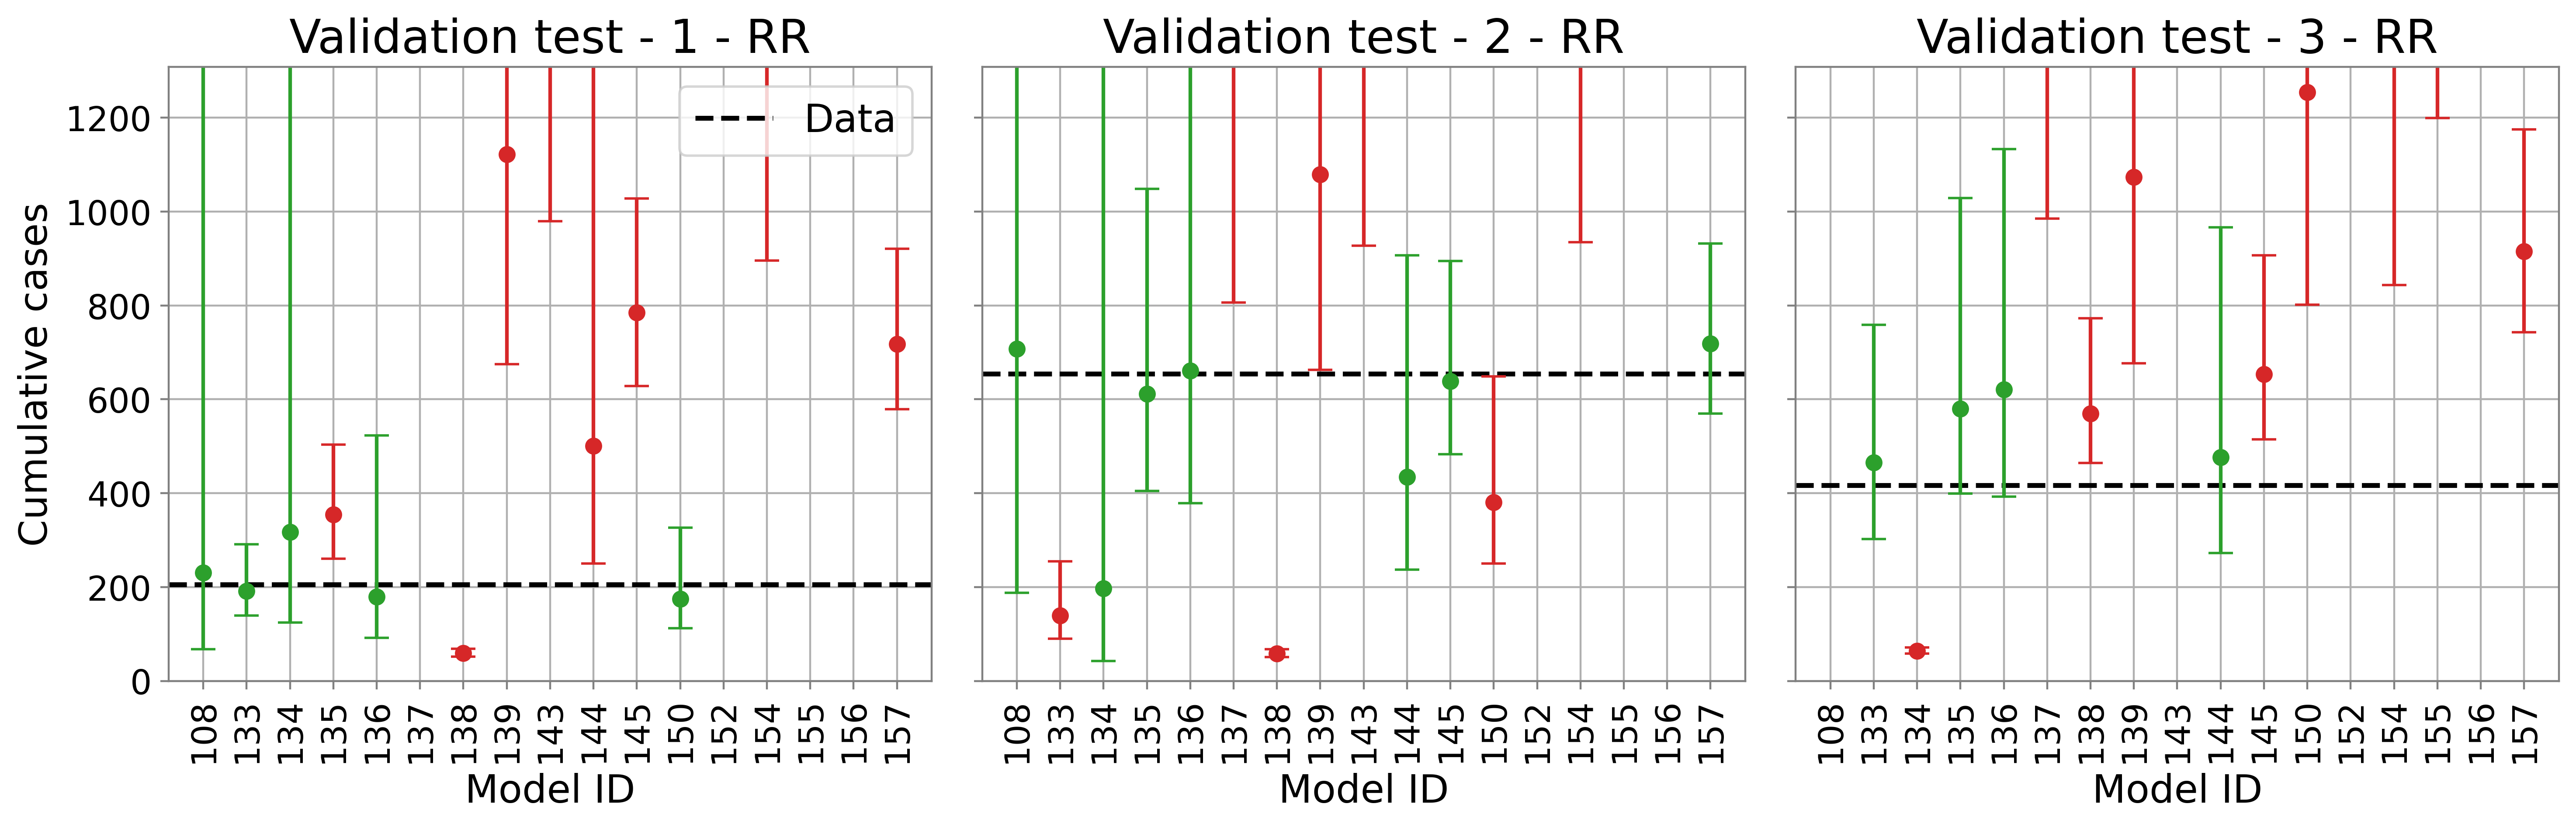 Validation test - 1 - RR
Validation test - 2 - RR
Validation test - 3 - RR
Cumulative cases
1200
1000
800
600
400
200
0
Data
108 133 134 135 136 137 138 139 143 144 145 150 152 154 155 156 157
108 133 134 135 136 137 138 139 143 144 145 150 152 154 155 156 157
108 133 134 135 136 137 138 139 143 144 145 150 152 154 155 156 157
Model ID
Model ID
Model ID